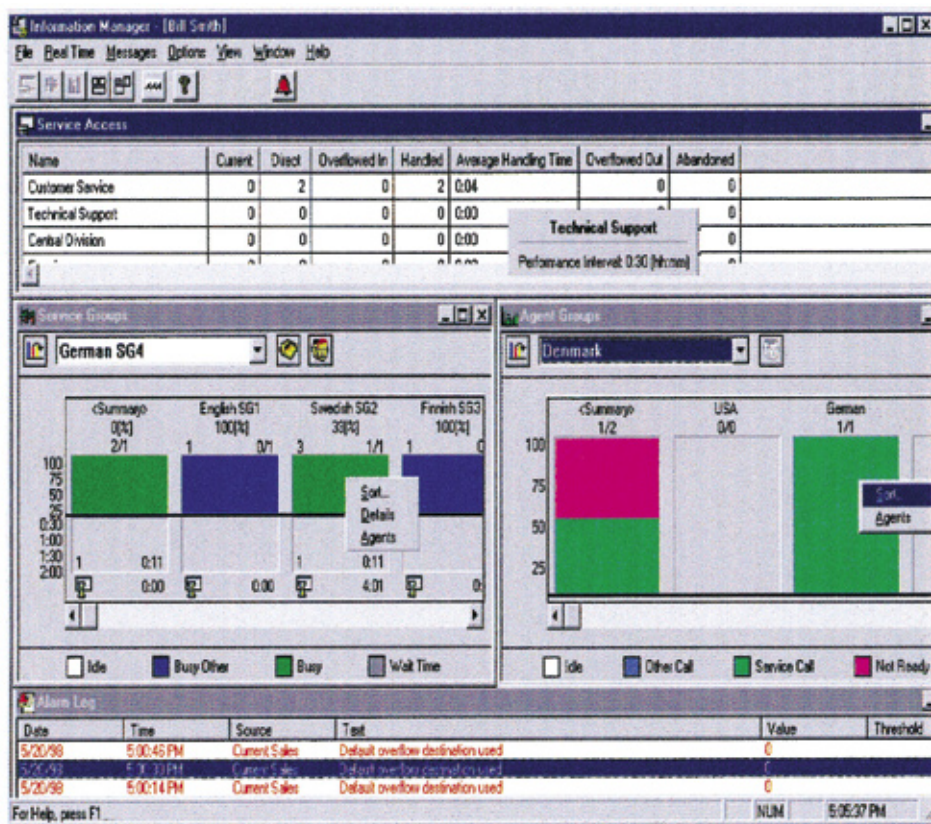 Information Manager - [Bill Smith]
File Real Time Messages Options View Window Help
Service Access
Name Current Direct Overflowed In Handled Average Handling Time Overflowed Out Abandoned
Customer Service 0 2 0 2 0:04 0 0
Technical Support 0 0 0 0 0:00 0
Central Division 0 0 0 0 0:00 0
Technical Support
Performance Interval: 0:30 (hh:mm)
Service Groups
German SG4
<Summary> English SG1 Swedish SG2 Finnish SG3
0[%] 100[%] 33[%] 100[%]
2/1 1 0/1 3 1/1 1 0
100
75
50
25
0:30
1:00
1:30
2:00
Sort...
Details
Agents
1 0:11 1 0:11
0:00 0:00 4:01 0:
Idle Busy Other Busy Wait Time
Agent Groups
Denmark
<Summary> USA German
1/2 0/0 1/1
100
75
50
25
Sort...
Agents
Idle Other Call Service Call Not Ready
Alarm Log
Date Time Source Text Value Threshold
5/20/98 5:00:46 PM Current Sales Default overflow destination used 0
5/20/98 Current Sales Default overflow destination used
5/20/98 5:00:14 PM Current Sales Default overflow destination used 0
For Help, press F1 NUM 5:05:37 PM